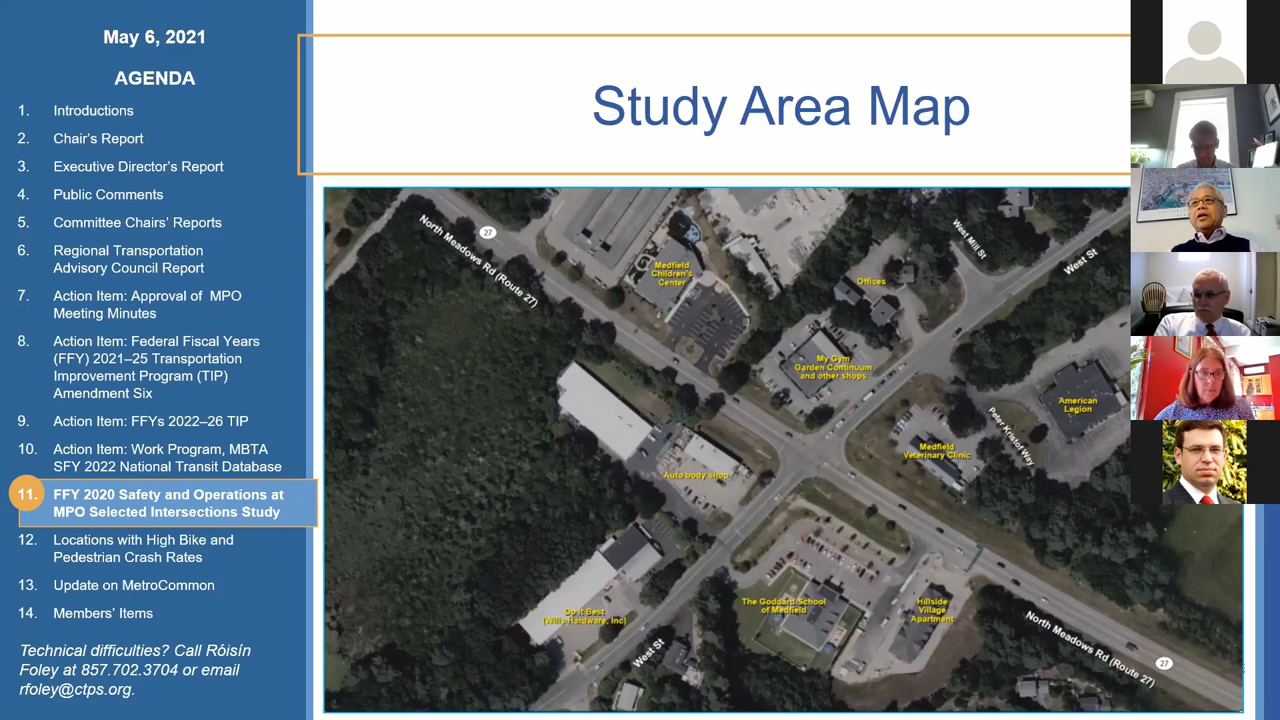 May 6, 2021
AGENDA
1. Introductions
2. Chair's Report
3. Executive Director's Report
4. Public Comments
5. Committee Chairs' Reports
6. Regional Transportation
Advisory Council Report
7. Action Item: Approval of MPO
Meeting Minutes
8. Action Item: Federal Fiscal Years
(FFY) 2021–25 Transportation
Improvement Program (TIP)
Amendment Six
9. Action Item: FFYs 2022–26 TIP
10. Action Item: Work Program, MBTA
SFY 2022 National Transit Database
11. FFY 2020 Safety and Operations at
MPO Selected Intersections Study
12. Locations with High Bike and
Pedestrian Crash Rates
13. Update on MetroCommon
14. Members' Items
Technical difficulties? Call Róisín
Foley at 857.702.3704 or email
rfoley@ctps.org.
Study Area Map
North Meadows Rd (Route 27)
27
Medfield
Children's
Center
Offices
West Mill St
West St
My Gym
Garden Continuum
and other shops
American
Legion
Peter Kristof Way
Medfield
Veterinary Clinic
Auto body shop
Do It Best
(Wills Hardware, Inc)
West St
The Goddard School
of Medfield
Hillside
Village
Apartment
North Meadows Rd (Route 27)
27